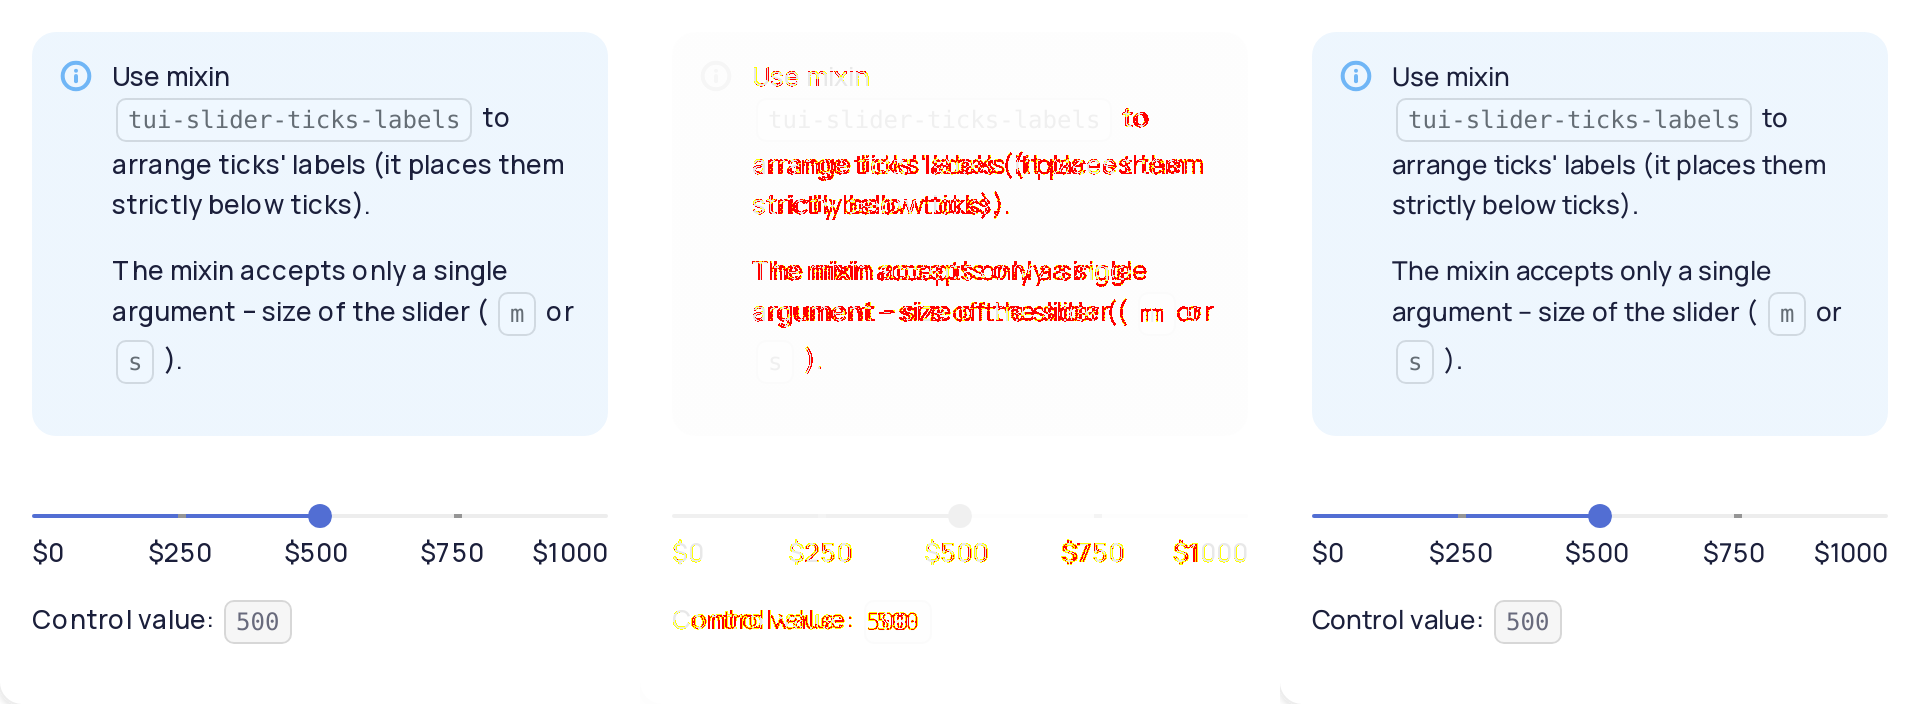 Use mixin
tui-slider-ticks-labels to
arrange ticks' labels (it places them
strictly below ticks).
The mixin accepts only a single
argument – size of the slider ( m or
s ).
$0 $250 $500 $750 $1000
Control value: 500
Use mixin
tui-slider-ticks-labels to
arrange ticks' labels (it places them
strictly below ticks).
The mixin accepts only a single
argument – size of the slider ( m or
s ).
$0 $250 $500 $750 $1000
Control value: 500
Use mixin
tui-slider-ticks-labels to
arrange ticks' labels (it places them
strictly below ticks).
The mixin accepts only a single
argument – size of the slider ( m or
s ).
$0 $250 $500 $750 $1000
Control value: 500